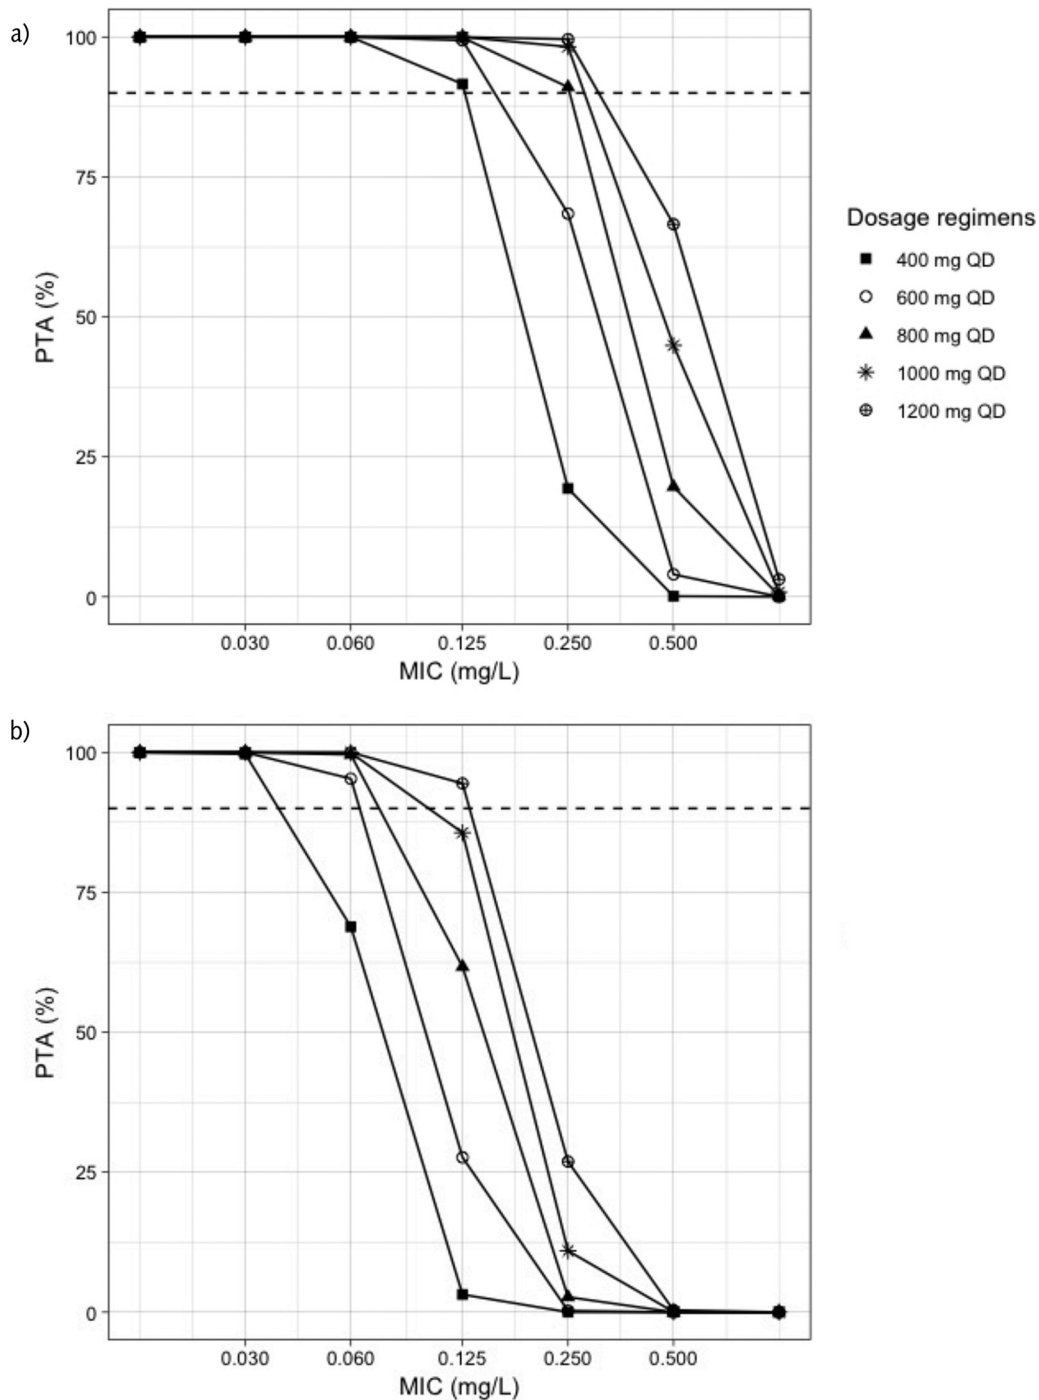 a)
100
75
50
25
0
PTA (%)
0.030 0.060 0.125 0.250 0.500
MIC (mg/L)
Dosage regimens
400 mg QD
600 mg QD
800 mg QD
1000 mg QD
1200 mg QD
b)
100
75
50
25
0
PTA (%)
0.030 0.060 0.125 0.250 0.500
MIC (mg/L)